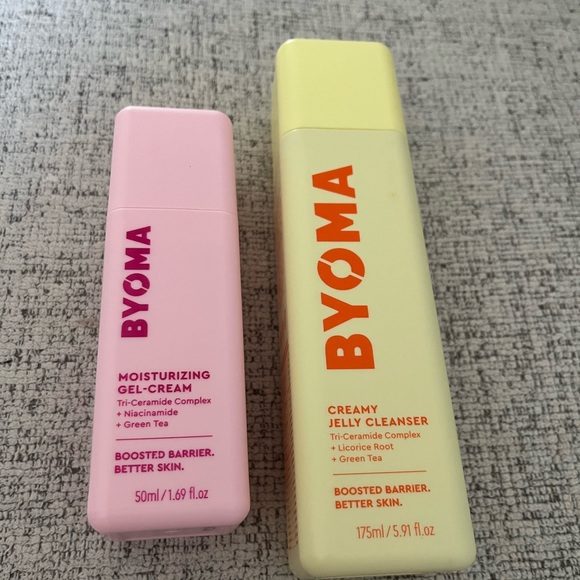 BYOMA
MOISTURIZING
GEL-CREAM
Tri-Ceramide Complex
+ Niacinamide
+ Green Tea
BOOSTED BARRIER.
BETTER SKIN.
50ml/1.69 fl.oz
BYOMA
CREAMY
JELLY CLEANSER
Tri-Ceramide Complex
+ Licorice Root
+ Green Tea
BOOSTED BARRIER.
BETTER SKIN.
175ml/5.91 fl.oz